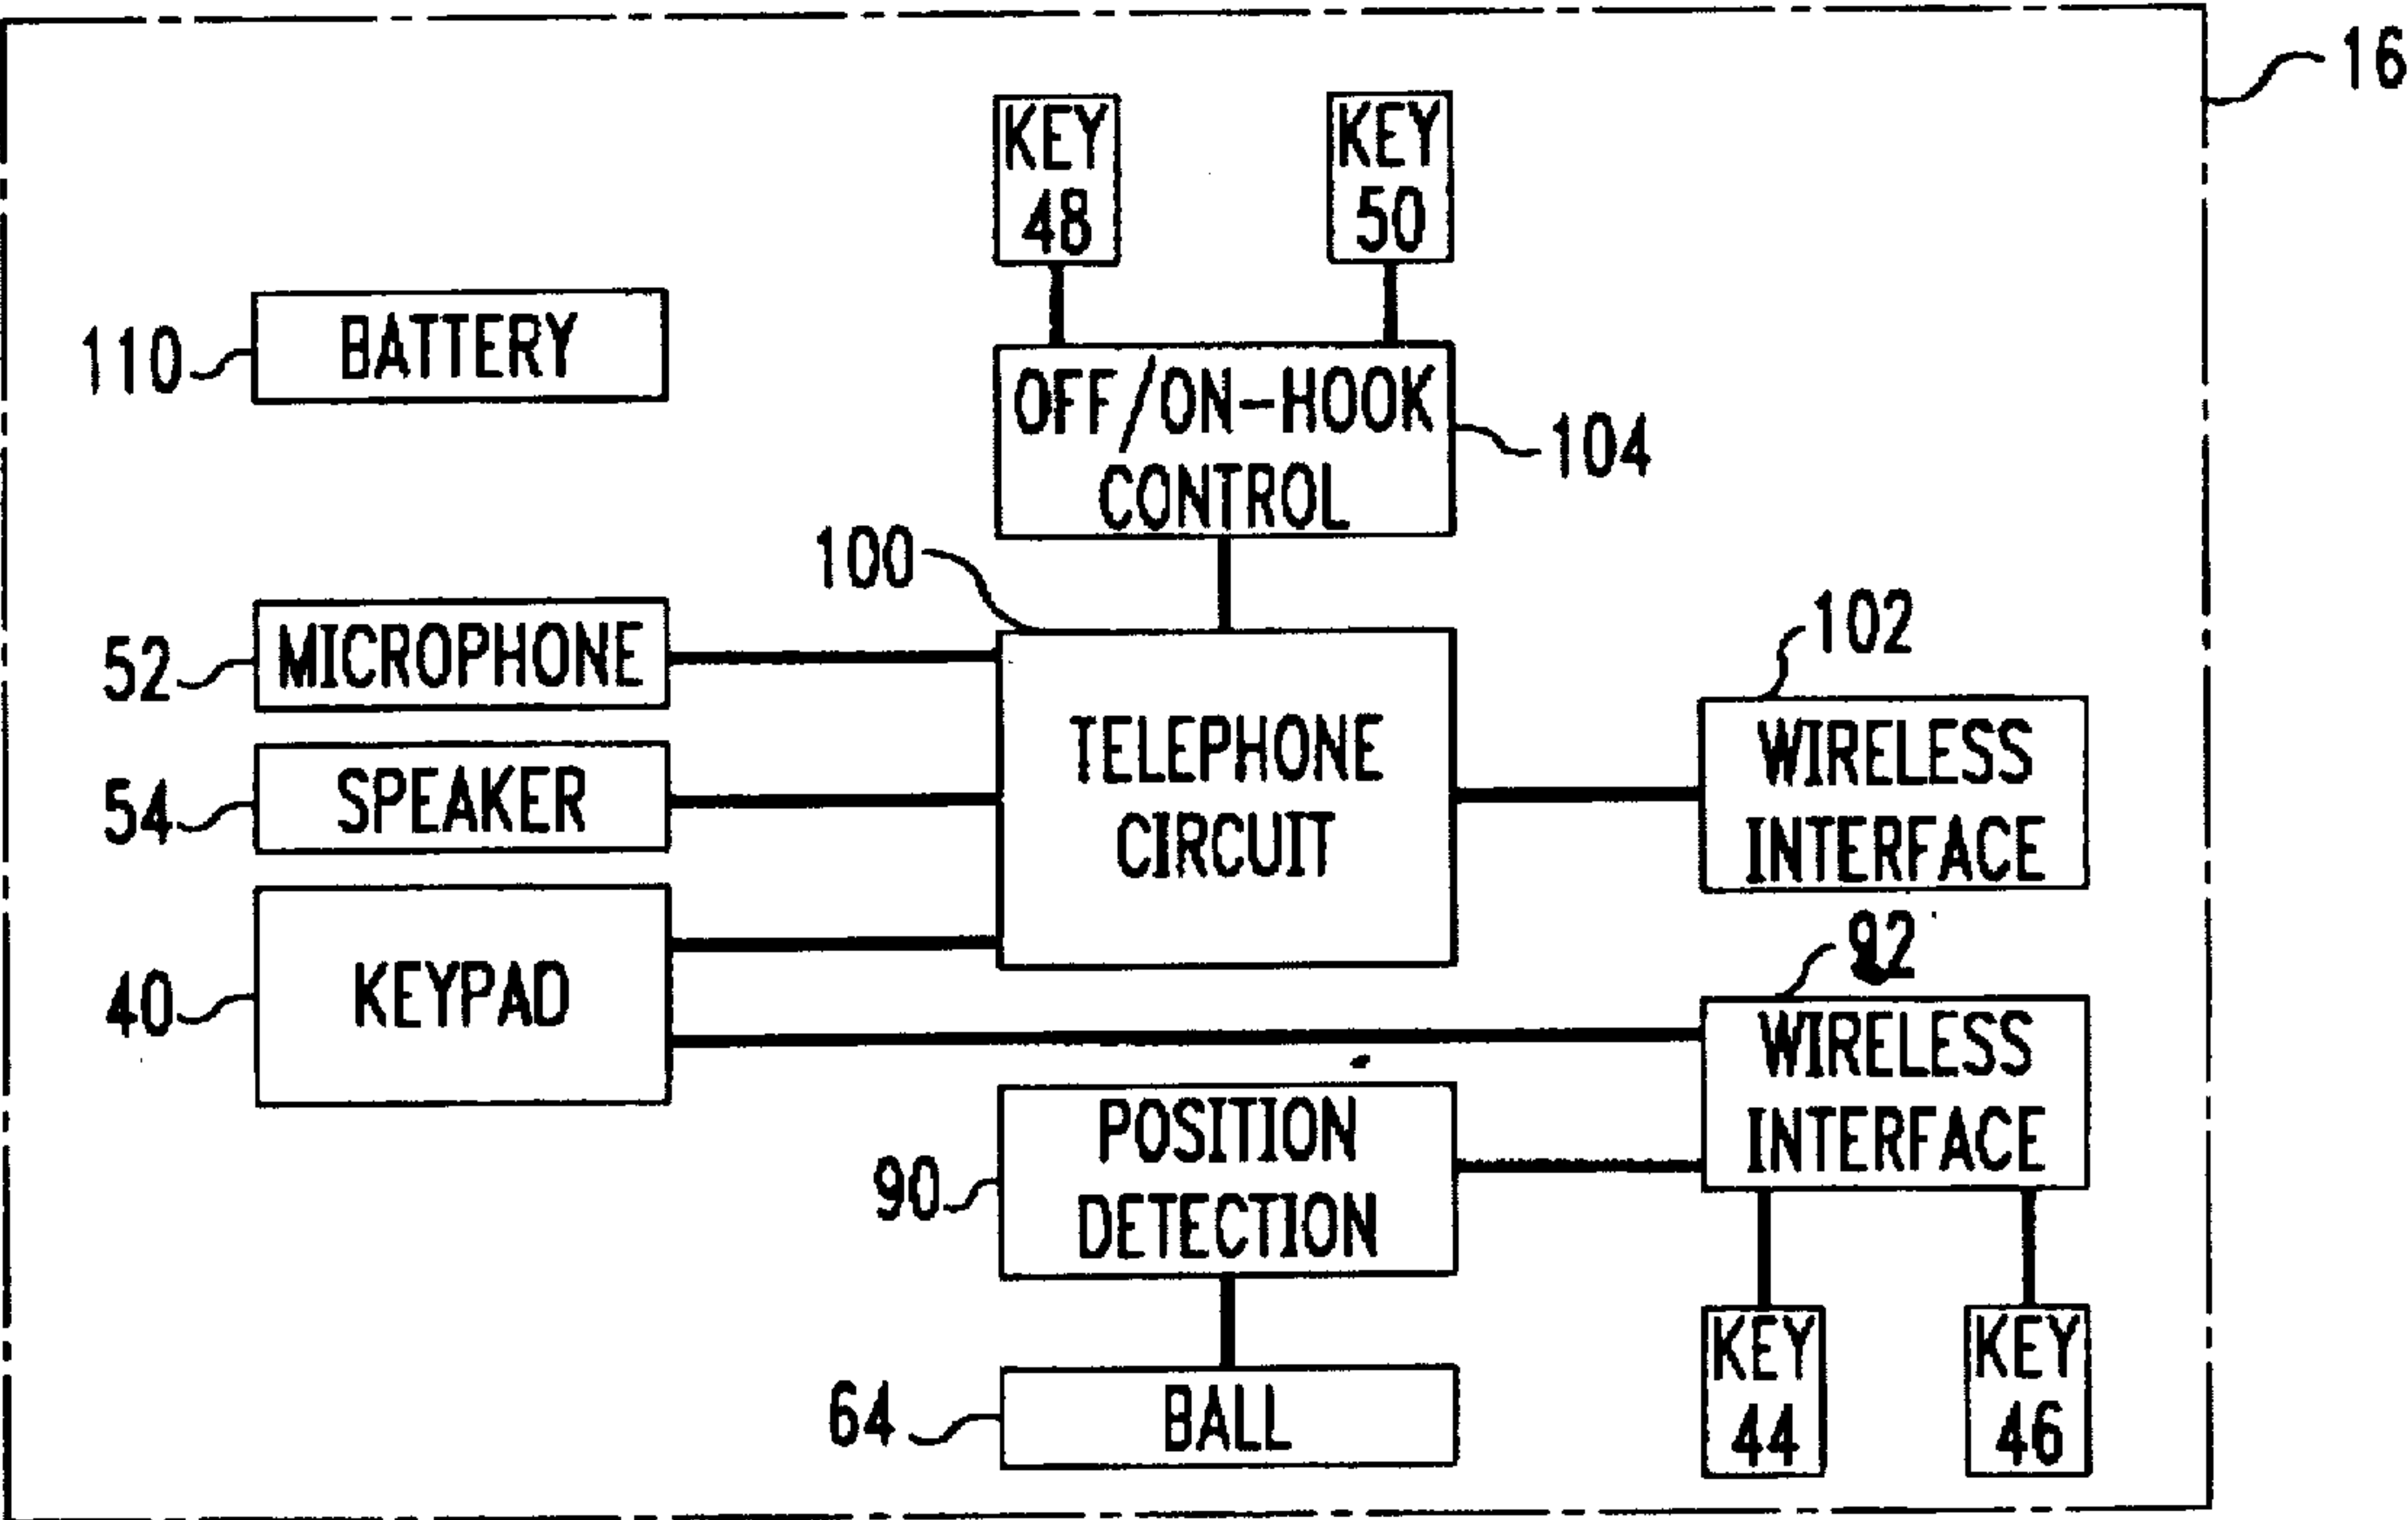 16
KEY
48
KEY
50
110
BATTERY
OFF/ON-HOOK
CONTROL
104
100
52
MICROPHONE
102
54
SPEAKER
TELEPHONE
CIRCUIT
WIRELESS
INTERFACE
92
40
KEYPAD
WIRELESS
INTERFACE
90
POSITION
DETECTION
64
BALL
KEY
44
KEY
46